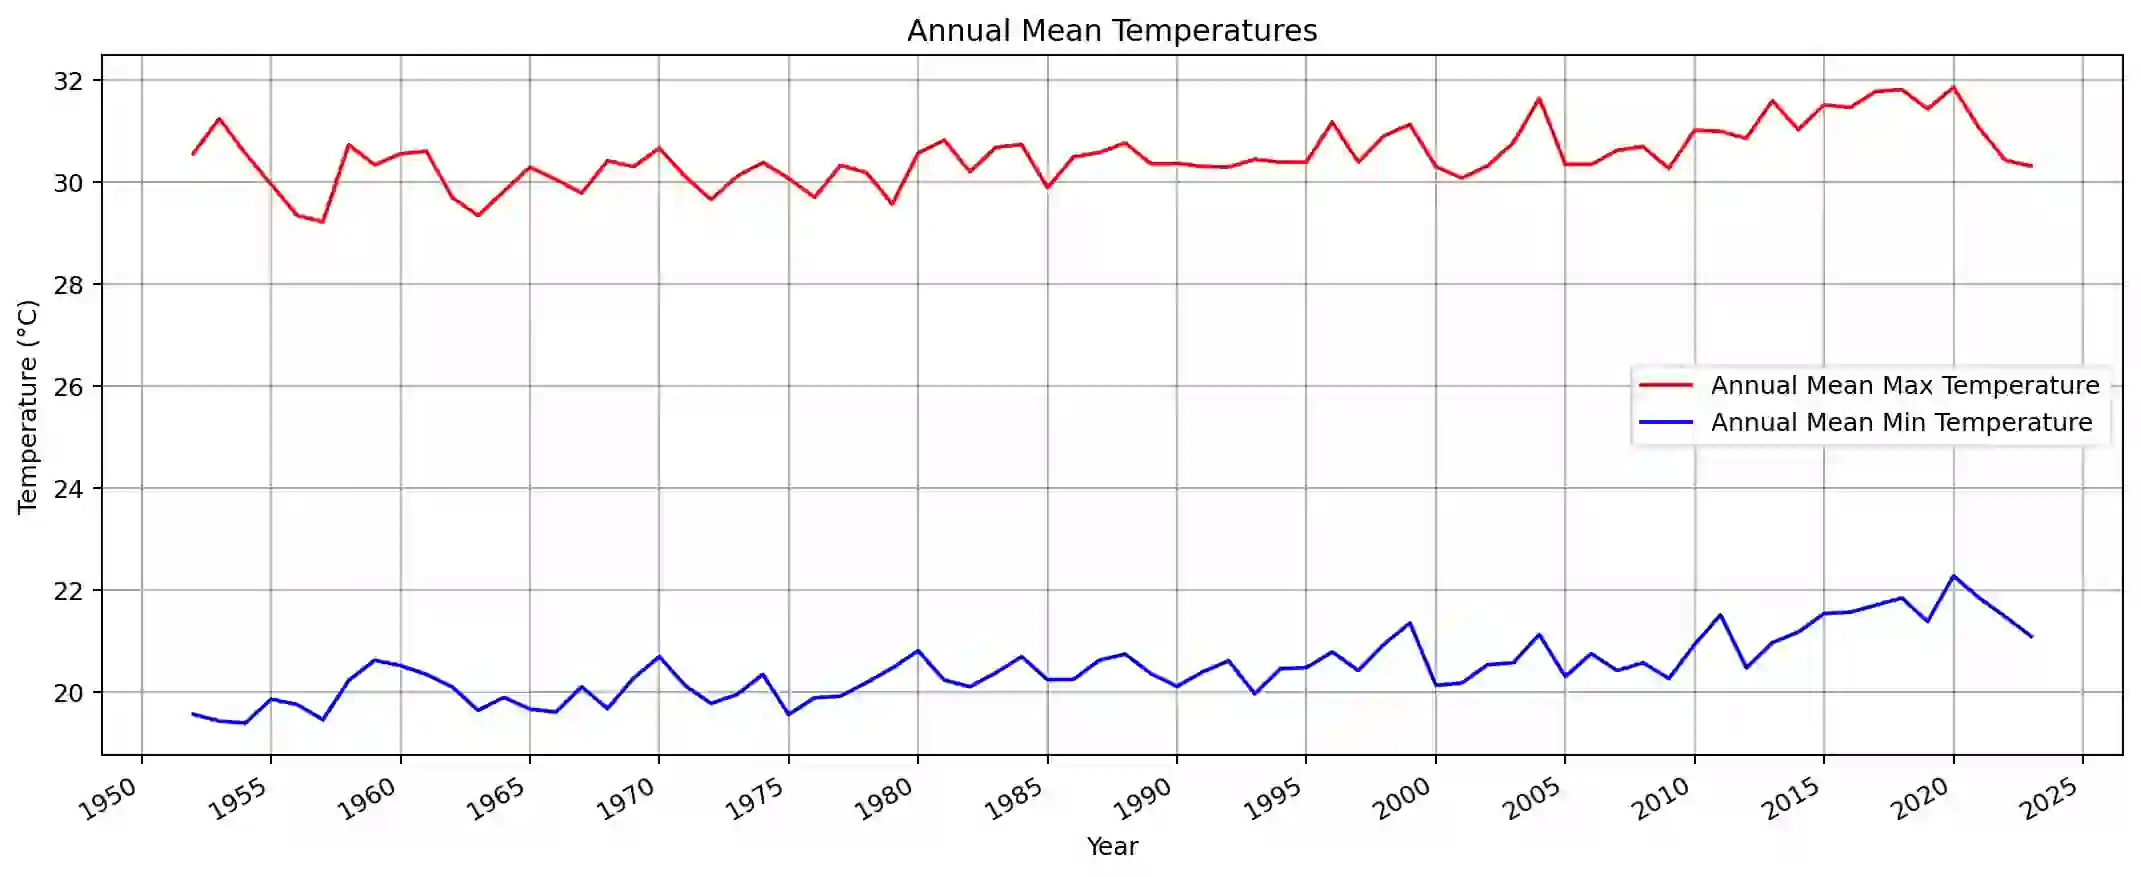 Annual Mean Temperatures
32
30
28
26
24
22
20
Temperature (°C)
Annual Mean Max Temperature
Annual Mean Min Temperature
1950 1955 1960 1965 1970 1975 1980 1985 1990 1995 2000 2005 2010 2015 2020 2025
Year